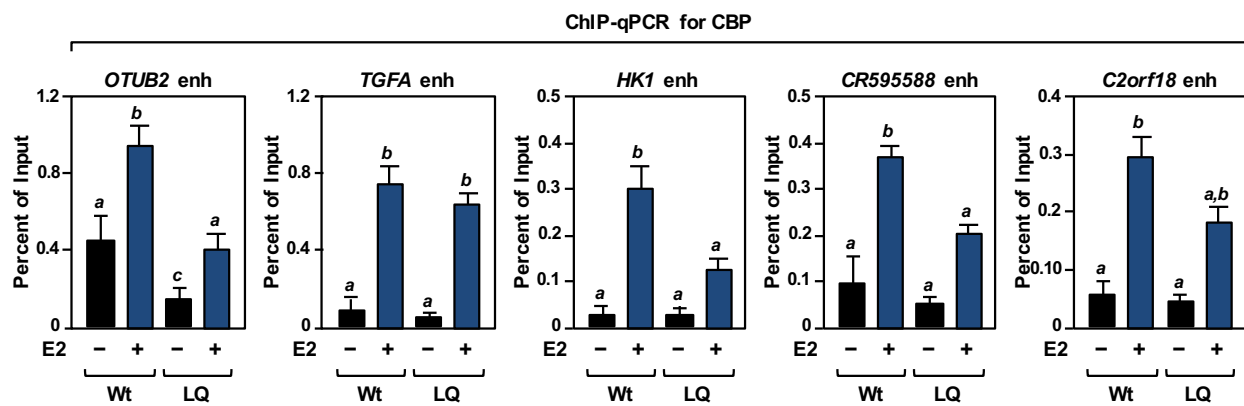 ChIP-qPCR for CBP
OTUB2 enh
Percent of Input
1.2
0.8
0.4
0
a
b
c
a
E2 – + – +
Wt LQ
TGFA enh
Percent of Input
1.2
0.8
0.4
0
a
b
a
b
– + – +
Wt LQ
HK1 enh
Percent of Input
0.5
0.4
0.3
0.2
0.1
0
a
b
a
a
E2 – + – +
Wt LQ
CR595588 enh
Percent of Input
0.5
0.4
0.3
0.2
0.1
0
a
b
a
a
E2 – + – +
Wt LQ
C2orf18 enh
Percent of Input
0.4
0.3
0.2
0.10
0
a
b
a
a,b
E2 – + – +
Wt LQ